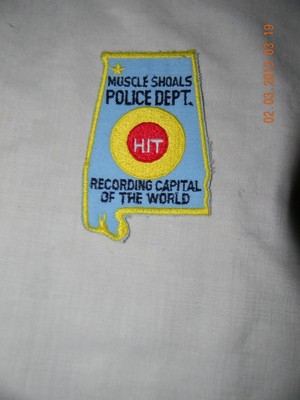 MUSCLE SHOALS
POLICE DEPT.
HIT
RECORDING CAPITAL
OF THE WORLD